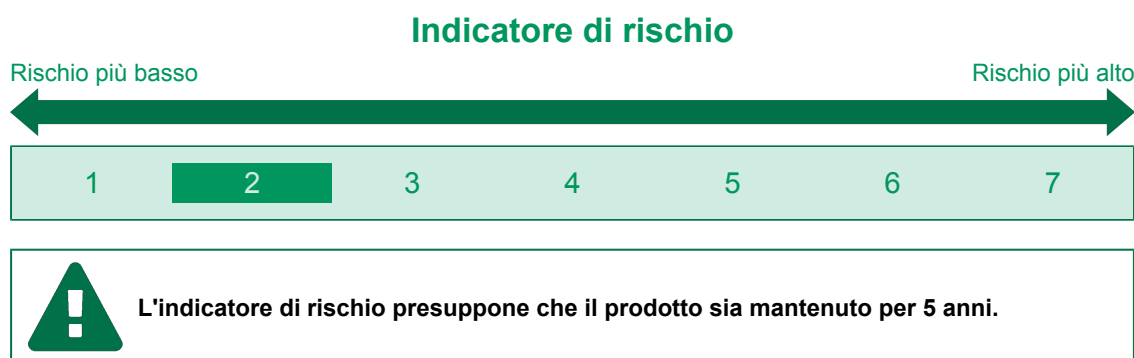 Indicatore di rischio
Rischio più basso Rischio più alto
1 2 3 4 5 6 7
L'indicatore di rischio presuppone che il prodotto sia mantenuto per 5 anni.